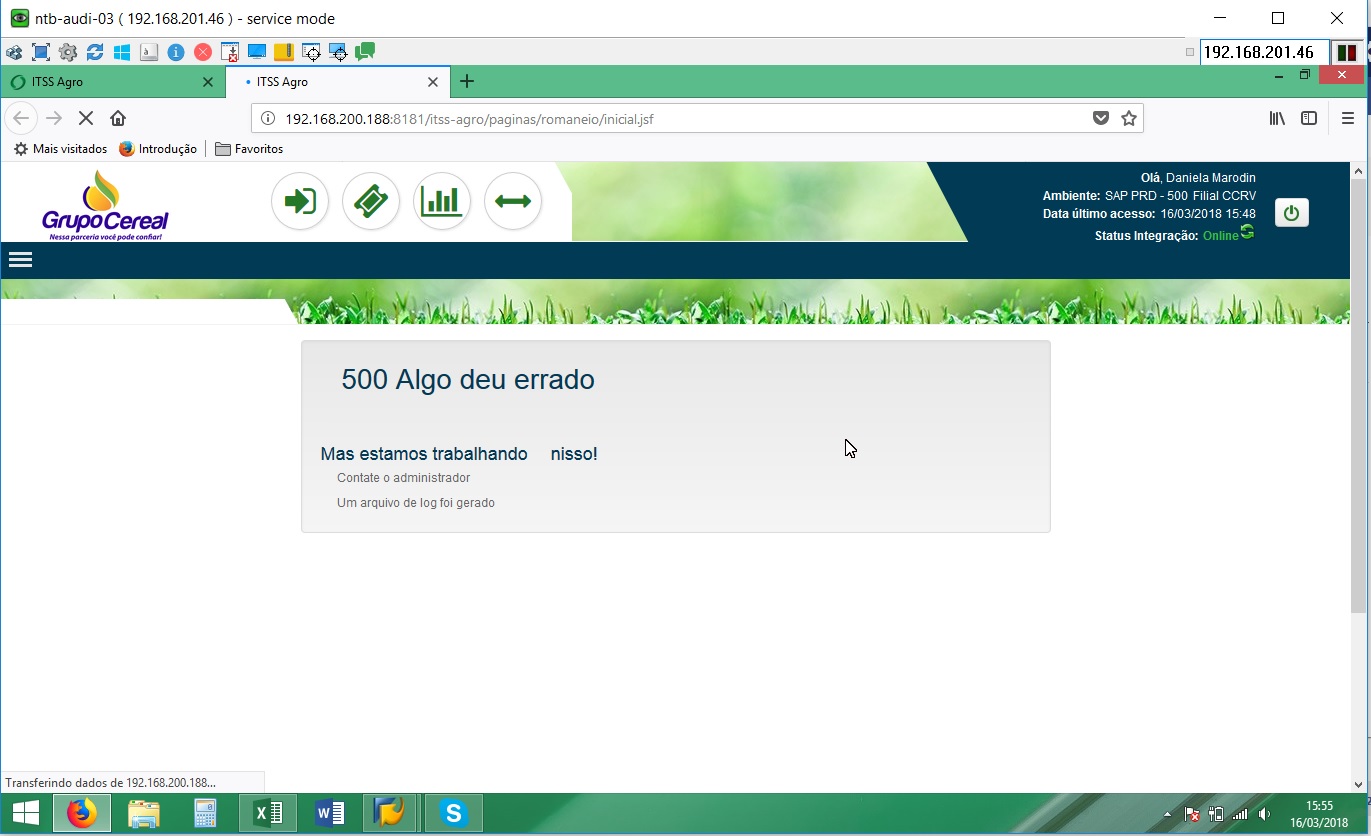 ntb-audi-03 ( 192.168.201.46 ) - service mode
192.168.201.46
ITSS Agro
ITSS Agro
192.168.200.188:8181/itss-agro/paginas/romaneio/inicial.jsf
Mais visitados Introdução Favoritos
GrupoCereal
Nessa parceria você pode confiar!
Olá, Daniela Marodin
Ambiente: SAP PRD - 500 Filial CCRV
Data último acesso: 16/03/2018 15:48
Status Integração: Online
500 Algo deu errado
Mas estamos trabalhando nisso!
Contate o administrador
Um arquivo de log foi gerado
Transferindo dados de 192.168.200.188...
15:55
16/03/2018